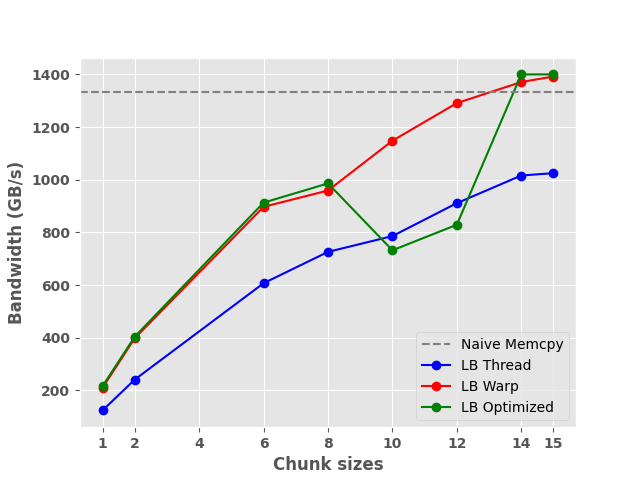 Bandwidth (GB/s)
1400
1200
1000
800
600
400
200
Naive Memcpy
LB Thread
LB Warp
LB Optimized
1 2 4 6 8 10 12 14 15
Chunk sizes